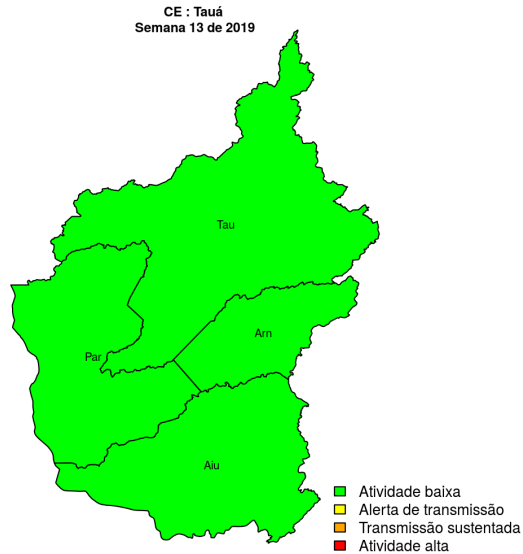 CE : Tauá
Semana 13 de 2019
Tau
Arn
Par
Aiu
Atividade baixa
Alerta de transmissão
Transmissão sustentada
Atividade alta